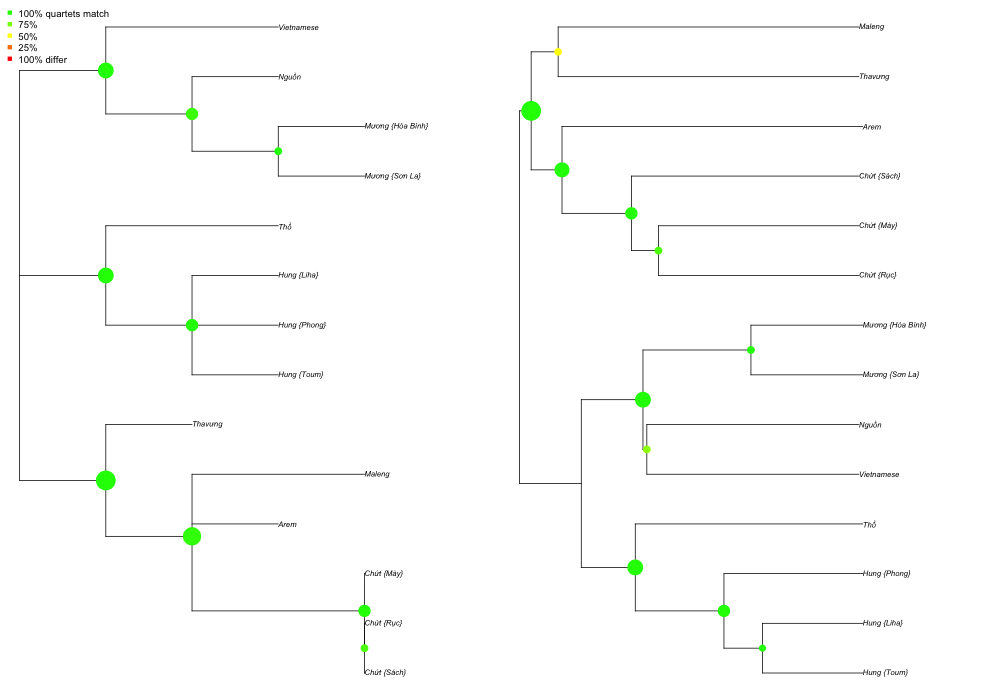 100% quartets match
75%
50%
25%
100% differ
Vietnamese
Nguồn
Mương {Hòa Bình}
Mương {Sơn La}
Thổ
Hung {Liha}
Hung {Phong}
Hung {Toum}
Thavưng
Maleng
Arem
Chứt {Mày}
Chứt {Rục}
Chứt {Sách}
Maleng
Thavưng
Arem
Chứt {Sách}
Chứt {Mày}
Chứt {Rục}
Mương {Hòa Bình}
Mương {Sơn La}
Nguồn
Vietnamese
Thổ
Hung {Phong}
Hung {Liha}
Hung {Toum}